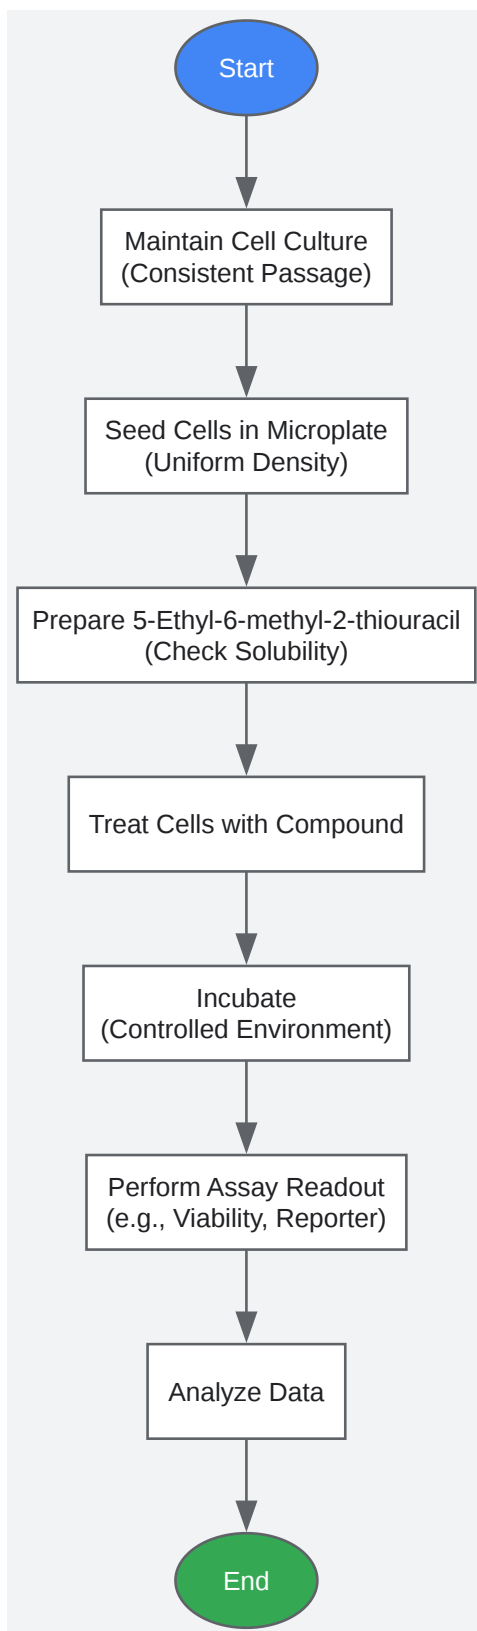 Start
Maintain Cell Culture
(Consistent Passage)
Seed Cells in Microplate
(Uniform Density)
Prepare 5-Ethyl-6-methyl-2-thiouracil
(Check Solubility)
Treat Cells with Compound
Incubate
(Controlled Environment)
Perform Assay Readout
(e.g., Viability, Reporter)
Analyze Data
End